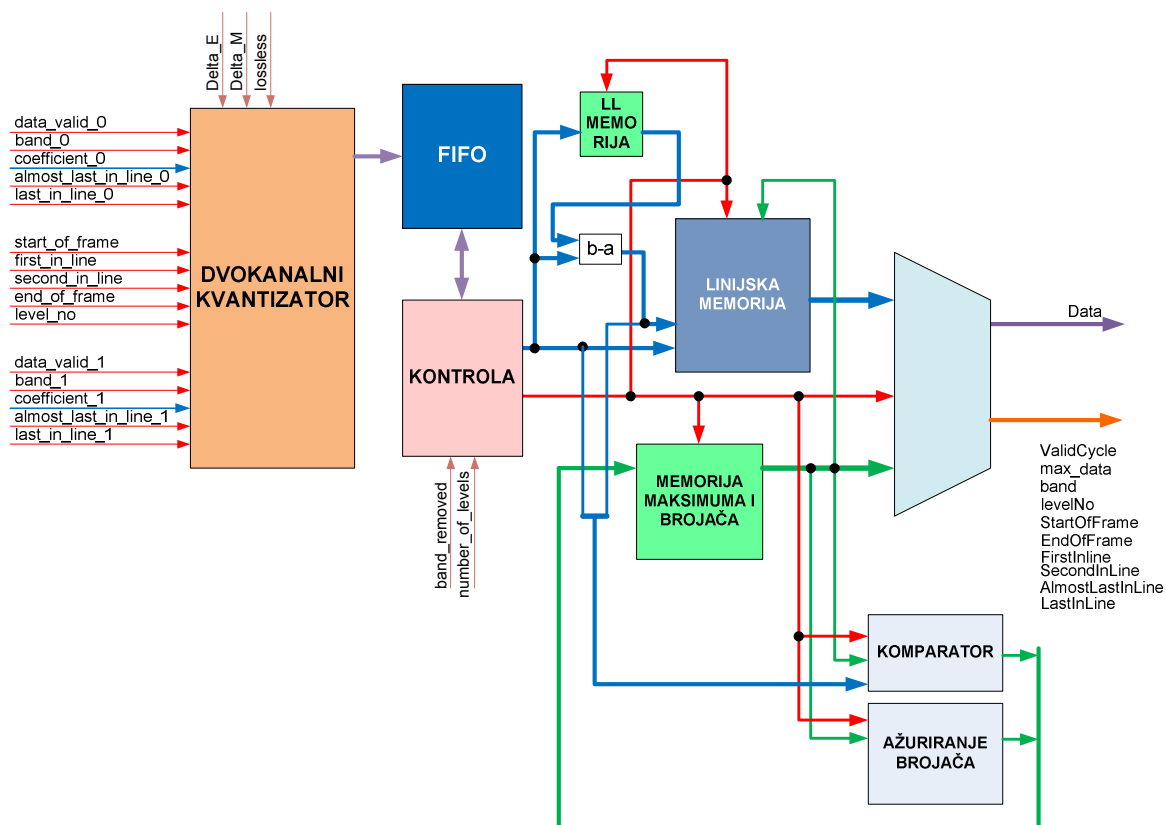 Delta_E
Delta_M
lossless
data_valid_0
band_0
coefficient_0
almost_last_in_line_0
last_in_line_0
start_of_frame
first_in_line
second_in_line
end_of_frame
level_no
data_valid_1
band_1
coefficient_1
almost_last_in_line_1
last_in_line_1
DVOKANALNI
KVANTIZATOR
FIFO
KONTROLA
band_removed
number_of_levels
LL
MEMO
RIJA
b-a
LINIJSKA
MEMORIJA
MEMORIJA
MAKSIMUMA I
BROJAČA
Data
ValidCycle
max_data
band
levelNo
StartOfFrame
EndOfFrame
FirstInline
SecondInLine
AlmostLastInLine
LastInLine
KOMPARATOR
AŽURIRANJE
BROJAČA